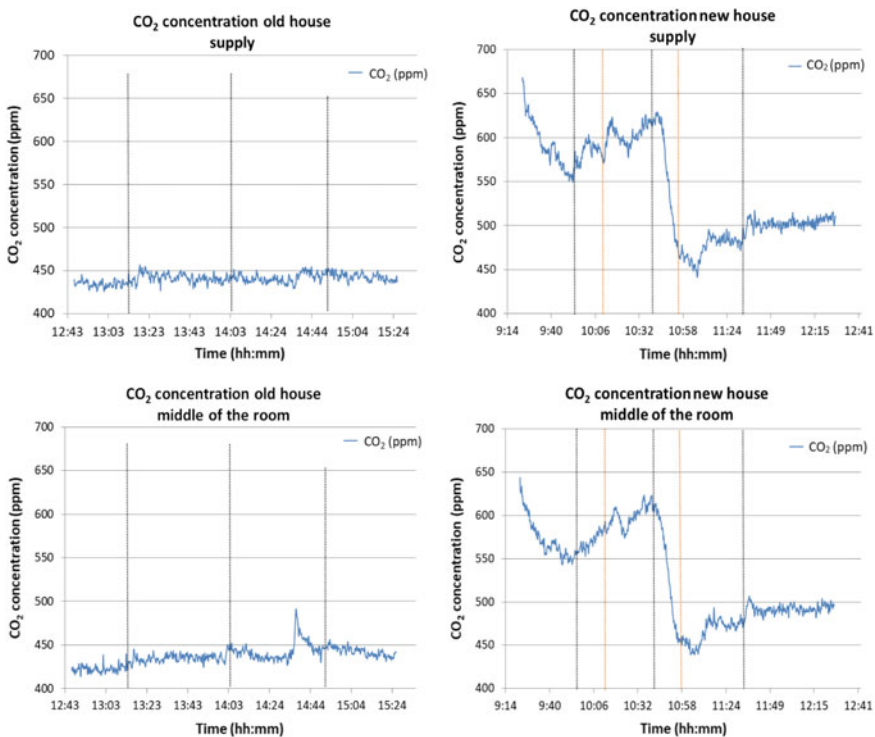 CO₂ concentration old house
supply
700
650
600
550
500
450
400
CO₂ concentration (ppm)
CO₂ (ppm)
12:43 13:03 13:23 13:43 14:03 14:24 14:44 15:04 15:24
Time (hh:mm)
CO₂ concentration new house
supply
700
650
600
550
500
450
400
CO₂ concentration (ppm)
CO₂ (ppm)
9:14 9:40 10:06 10:32 10:58 11:24 11:49 12:15 12:41
Time (hh:mm)
CO₂ concentration old house
middle of the room
700
650
600
550
500
450
400
CO₂ concentration (ppm)
CO₂ (ppm)
12:43 13:03 13:23 13:43 14:03 14:24 14:44 15:04 15:24
Time (hh:mm)
CO₂ concentration new house
middle of the room
700
650
600
550
500
450
400
CO₂ concentration (ppm)
CO₂ (ppm)
9:14 9:40 10:06 10:32 10:58 11:24 11:49 12:15 12:41
Time (hh:mm)